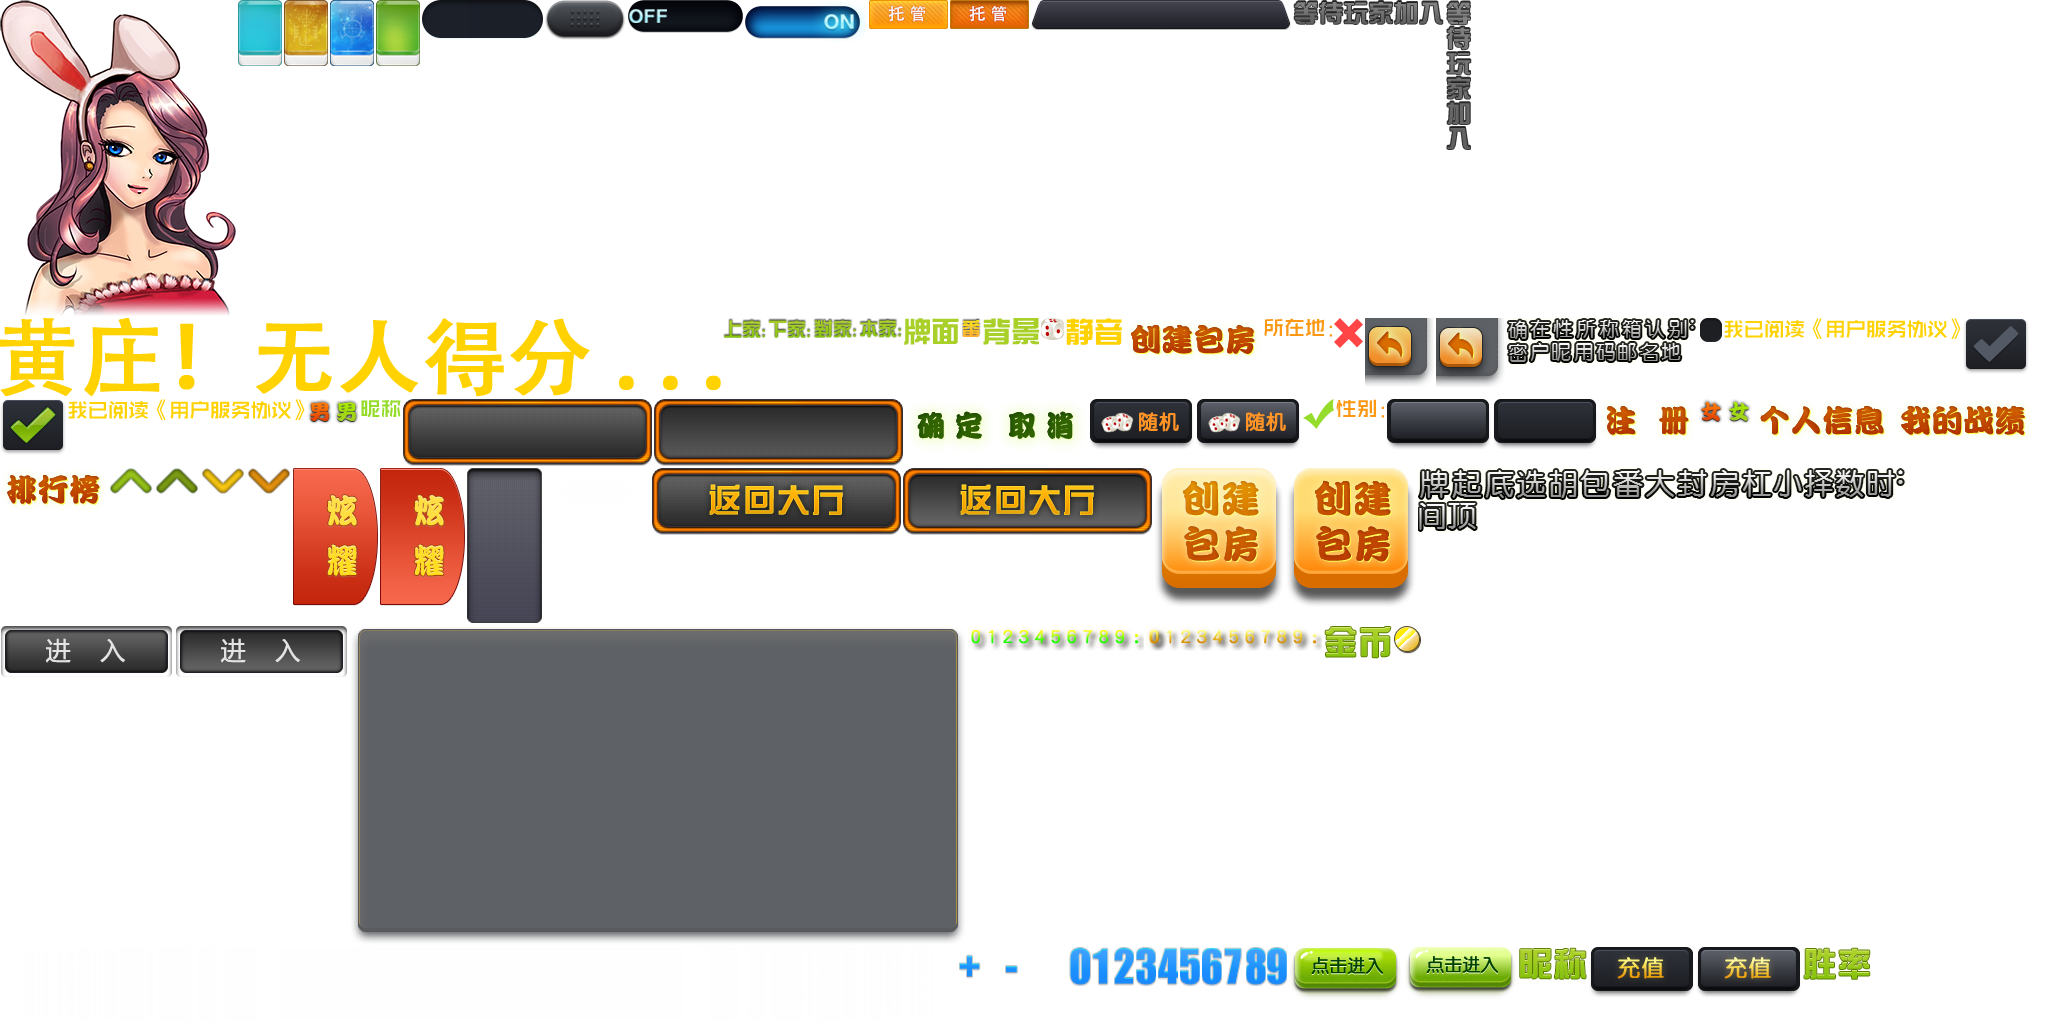 OFF
ON
托管
托管
等待玩家加入
等待玩家加入
黄庄！无人得分...
上家:
下家:
对家:
本家:
牌面
番
背景
静音
创建包房
所在地:
确在性所称箱认别:
密户昵用码邮名地
我已阅读《用户服务协议》
我已阅读《用户服务协议》
男
男
昵称
确定
取消
随机
随机
性别:
注册
女
女
个人信息
我的战绩
排行榜
炫耀
炫耀
返回大厅
返回大厅
创建
包房
创建
包房
牌起底选胡包番大封房杠小择数时:
间顶
进入
进入
0123456789:
0123456789:
金币
+ -
0123456789
点击进入
点击进入
昵称
充值
充值
胜率